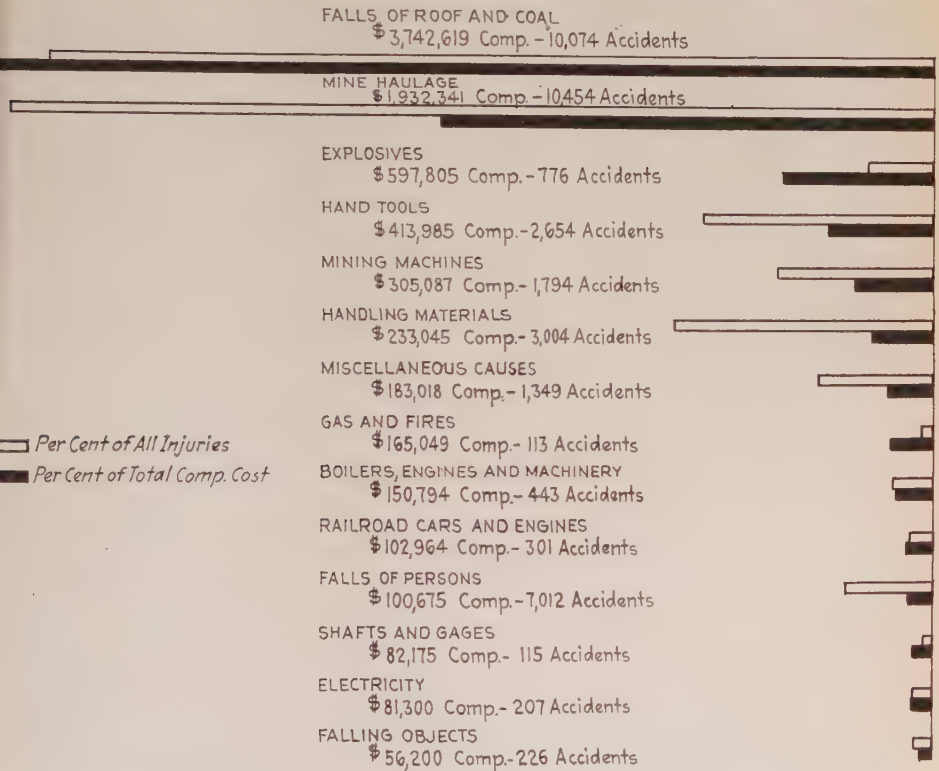 FALLS OF ROOF AND COAL
$3,742,619 Comp.-10,074 Accidents
MINE HAULAGE
$1,932,341 Comp.-10,454 Accidents
EXPLOSIVES
$597,805 Comp.-776 Accidents
HAND TOOLS
$413,985 Comp.-2,654 Accidents
MINING MACHINES
$305,087 Comp.-1,794 Accidents
HANDLING MATERIALS
$233,045 Comp.-3,004 Accidents
MISCELLANEOUS CAUSES
$183,018 Comp.-1,349 Accidents
GAS AND FIRES
$165,049 Comp.-113 Accidents
Per Cent of All Injuries
Per Cent of Total Comp. Cost
BOILERS, ENGINES AND MACHINERY
$150,794 Comp.-443 Accidents
RAILROAD CARS AND ENGINES
$102,964 Comp.-301 Accidents
FALLS OF PERSONS
$100,675 Comp.-7,012 Accidents
SHAFTS AND GAGES
$82,175 Comp.-115 Accidents
ELECTRICITY
$81,300 Comp.-207 Accidents
FALLING OBJECTS
$56,200 Comp.-226 Accidents